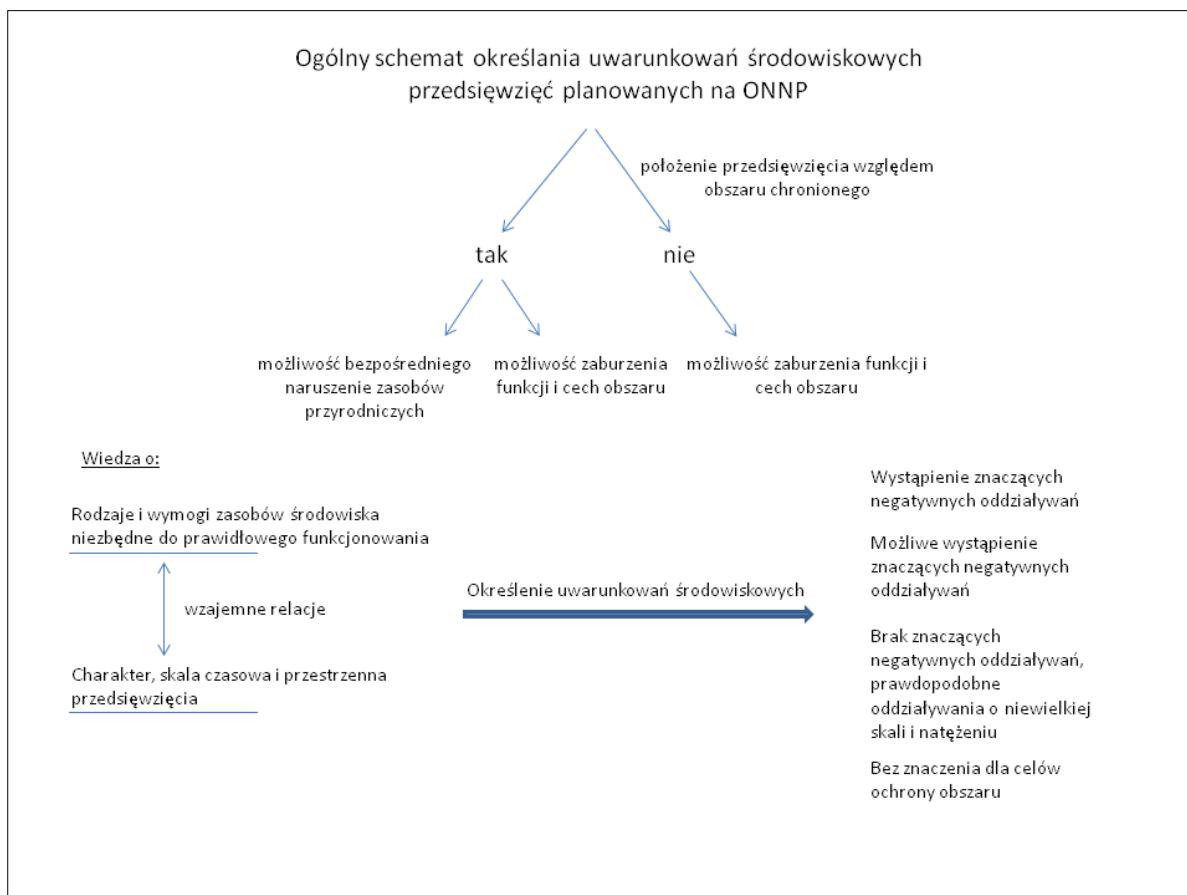 Ogólny schemat określania uwarunkowań środowiskowych
przedsięwzięć planowanych na ONNP
położenie przedsięwzięcia względem
obszaru chronionego
tak
nie
możliwość bezpośredniego
naruszenie zasobów
przyrodniczych
możliwość zaburzenia
funkcji i cech obszaru
możliwość zaburzenia funkcji i
cech obszaru
Wiedza o:
Rodzaje i wymogi zasobów środowiska
niezbędne do prawidłowego funkcjonowania
wzajemne relacje
Charakter, skala czasowa i przestrzenna
przedsięwzięcia
Określenie uwarunkowań środowiskowych
Wystąpienie znaczących
negatywnych oddziaływań
Możliwe wystąpienie
znaczących negatywnych
oddziaływań
Brak znaczących
negatywnych oddziaływań,
prawdopodobne
oddziaływania o niewielkiej
skali i natężeniu
Bez znaczenia dla celów
ochrony obszaru